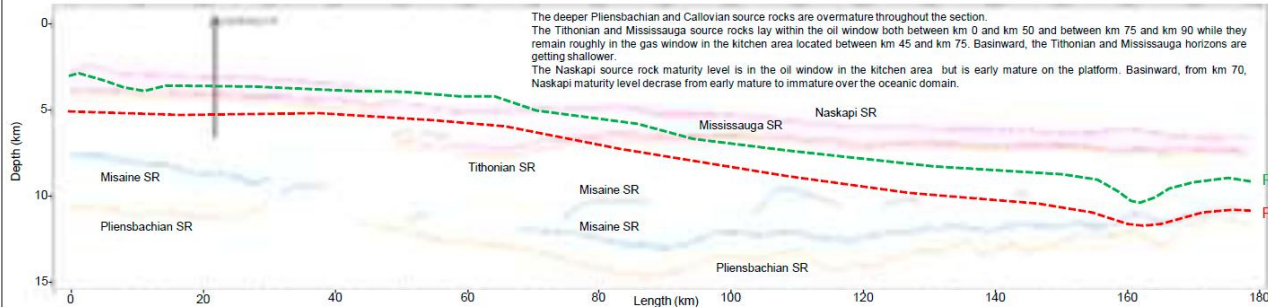 The deeper Pliensbachian and Callovian source rocks are overmature throughout the section.
The Tithonian and Mississauga source rocks lay within the oil window both between km 0 and km 50 and between km 75 and km 90 while they
remain roughly in the gas window in the kitchen area located between km 45 and km 75. Basinward, the Tithonian and Mississauga horizons are
getting shallower.
The Naskapi source rock maturity level is in the oil window in the kitchen area but is early mature on the platform. Basinward, from km 70,
Naskapi maturity level decrase from early mature to immature over the oceanic domain.
0
5
10
15
Depth (km)
Naskapi SR
Mississauga SR
Tithonian SR
Misaine SR
Misaine SR
Pliensbachian SR
Misaine SR
Pliensbachian SR
0 20 40 60 80 100 120 140 160 180
Length (km)